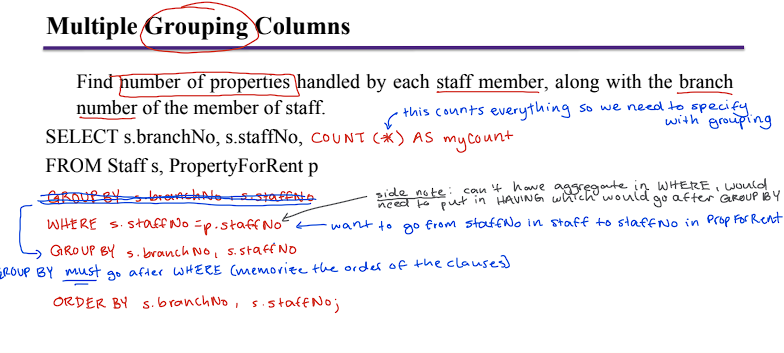 Multiple Grouping Columns
Find number of properties handled by each staff member, along with the branch
number of the member of staff.
this counts everything so we need to specify
with grouping
SELECT s.branchNo, s.staffNo, COUNT (*) AS myCount
FROM Staff s, PropertyForRent p
GROUP BY s.branchNo, s.staffNo
side note: can't have aggregate in WHERE, would
need to put in HAVING which would go after GROUP BY
WHERE s.staffNo = p.staffNo
want to go from staffNo in staff to staffNo in PropForRent
GROUP BY s.branchNo, s.staffNo
GROUP BY must go after WHERE (memorize the order of the clauses)
ORDER BY s.branchNo, s.staffNo;